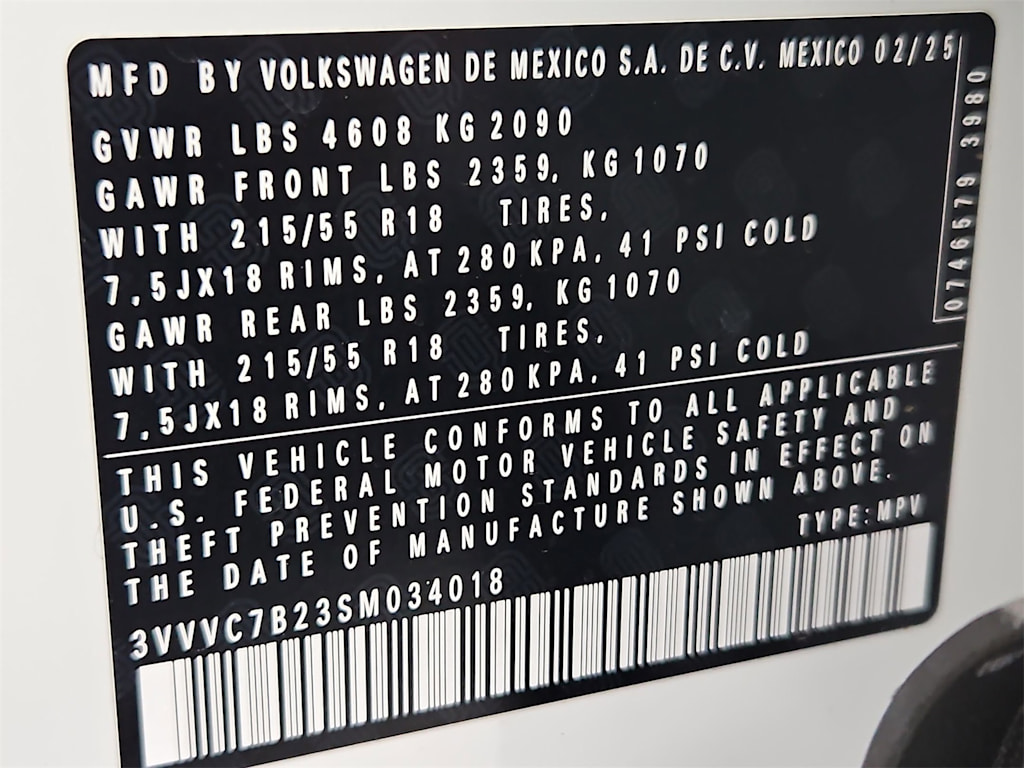 MFD BY VOLKSWAGEN DE MEXICO S.A. DE C.V. MEXICO 02/25
GVWR LBS 4608 KG 2090
GAWR FRONT LBS 2359, KG 1070
WITH 215/55 R18 TIRES,
7,5JX18 RIMS, AT 280 KPA, 41 PSI COLD
GAWR REAR LBS 2359, KG 1070
WITH 215/55 R18 TIRES,
7,5JX18 RIMS, AT 280 KPA, 41 PSI COLD
0746579 3980
THIS VEHICLE CONFORMS TO ALL APPLICABLE
U.S. FEDERAL MOTOR VEHICLE SAFETY AND
THEFT PREVENTION STANDARDS IN EFFECT ON
THE DATE OF MANUFACTURE SHOWN ABOVE.
TYPE:MPV
3VVVC7B23SM034018